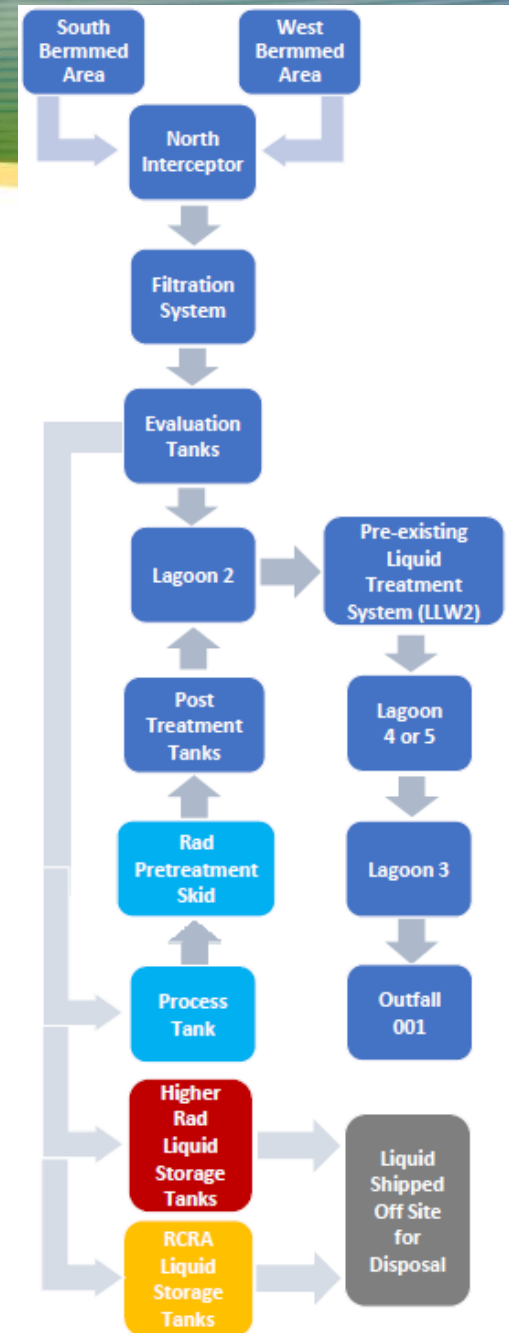 South
Bermmed
Area
West
Bermmed
Area
North
Interceptor
Filtration
System
Evaluation
Tanks
Lagoon 2
Pre-existing
Liquid
Treatment
System (LLW2)
Post
Treatment
Tanks
Lagoon
4 or 5
Rad
Pretreatment
Skid
Lagoon 3
Process
Tank
Outfall
001
Higher
Rad
Liquid
Storage
Tanks
Liquid
Shipped
Off Site
for
Disposal
RCRA
Liquid
Storage
Tanks